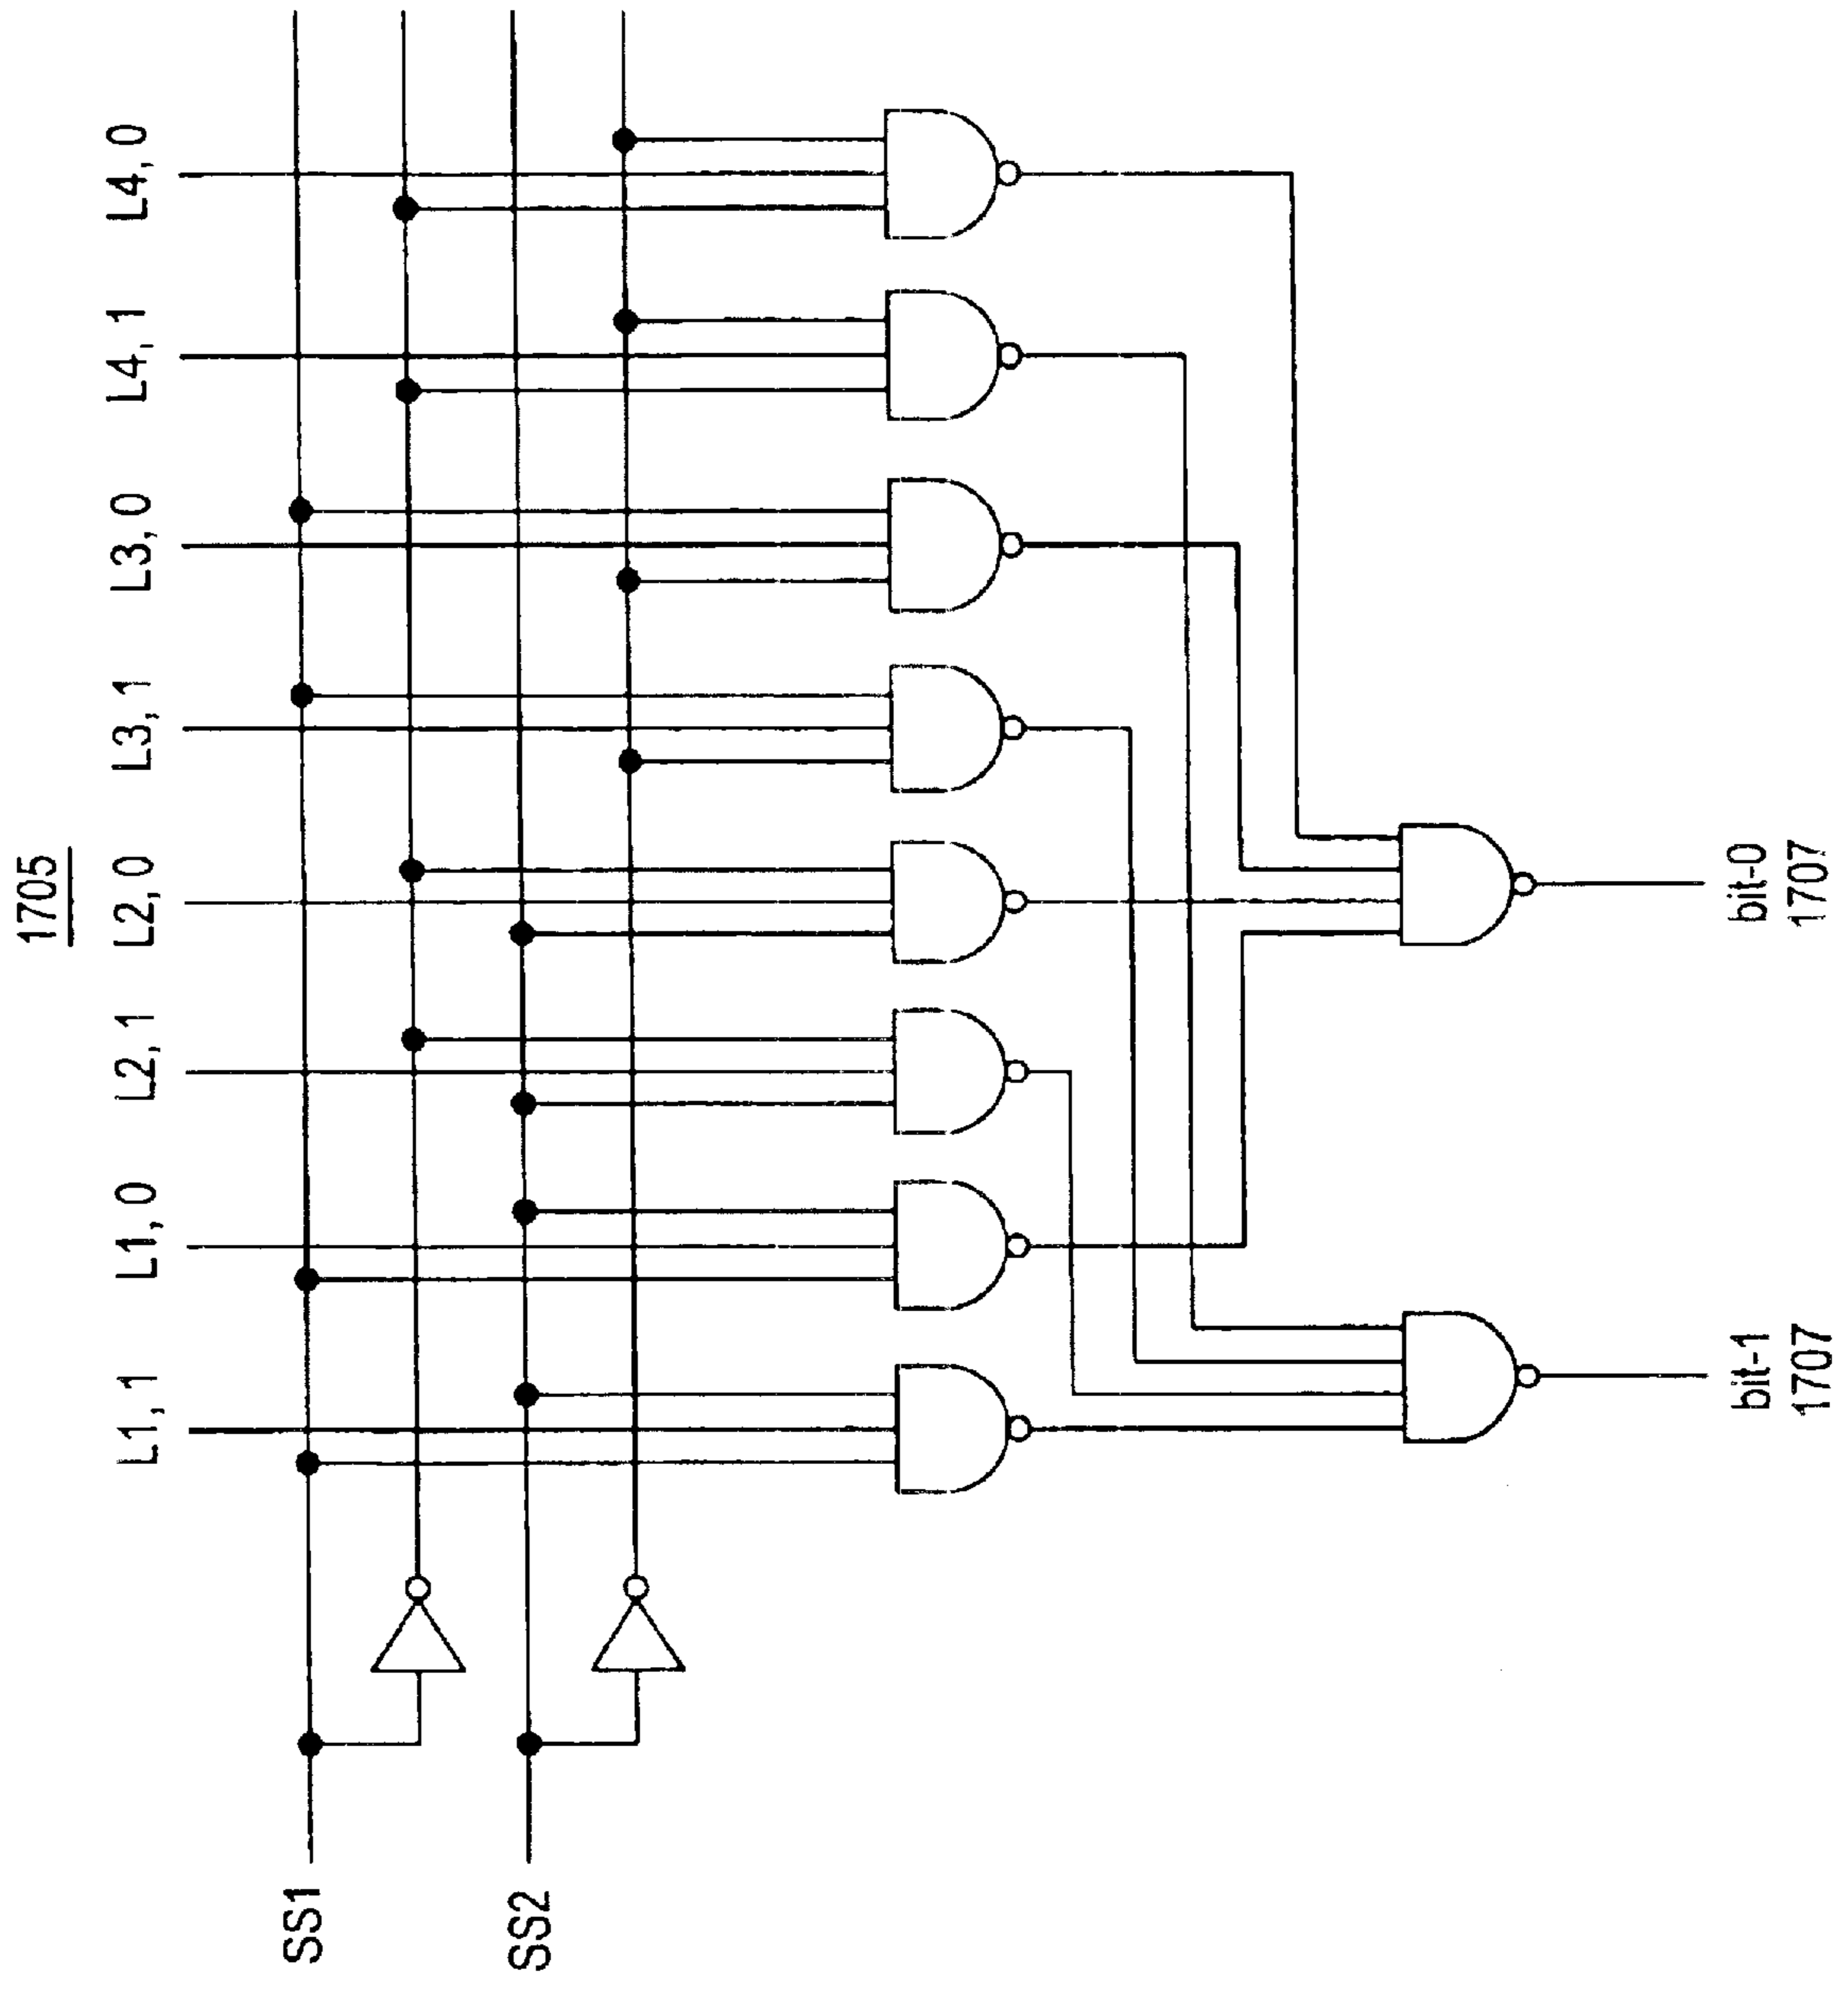 1705
L1, 1
L1, 0
L2, 1
L2, 0
L3, 1
L3, 0
L4, 1
L4, 0
SS1
SS2
bit-1
1707
bit-0
1707